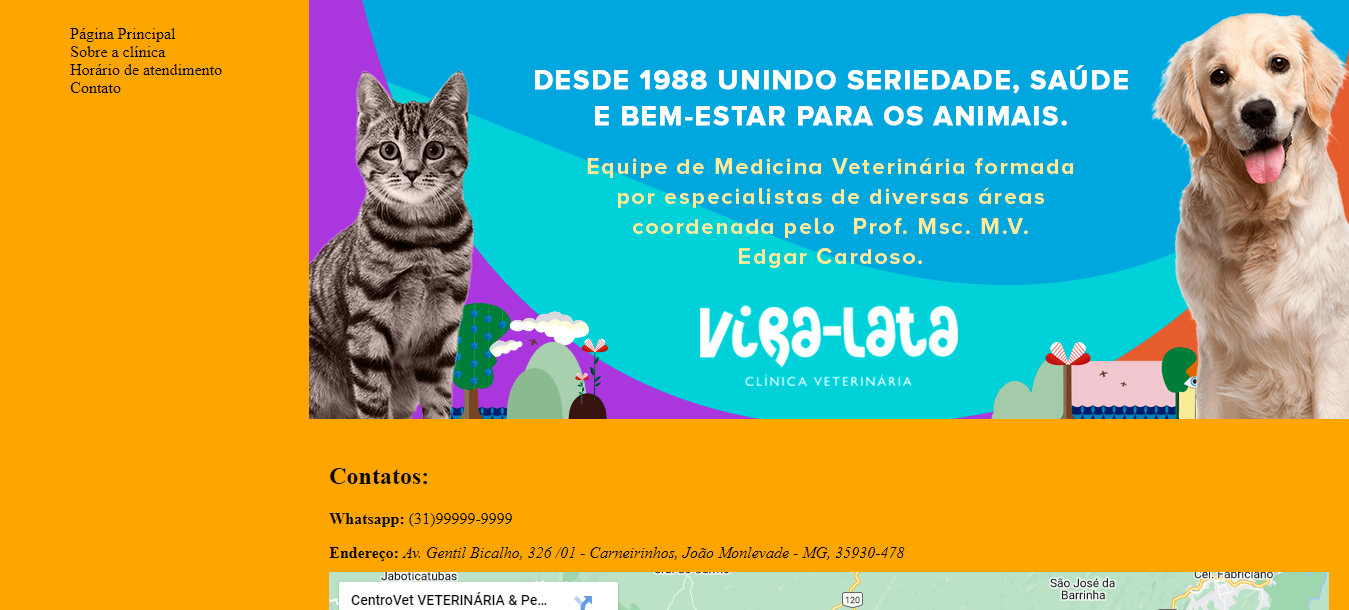 Página Principal
Sobre a clínica
Horário de atendimento
Contato
DESDE 1988 UNINDO SERIEDADE, SAÚDE
E BEM-ESTAR PARA OS ANIMAIS.
Equipe de Medicina Veterinária formada
por especialistas de diversas áreas
coordenada pelo Prof. Msc. M.V.
Edgar Cardoso.
VIRA-LATA
CLÍNICA VETERINÁRIA
Contatos:
Whatsapp: (31)99999-9999
Endereço: Av. Gentil Bicalho, 326 /01 - Carneirinhos, João Monlevade - MG, 35930-478
Jaboticatubas
São José da
Barrinha
Cel. Fabriciano
CentroVet VETERINÁRIA & Pe...
120